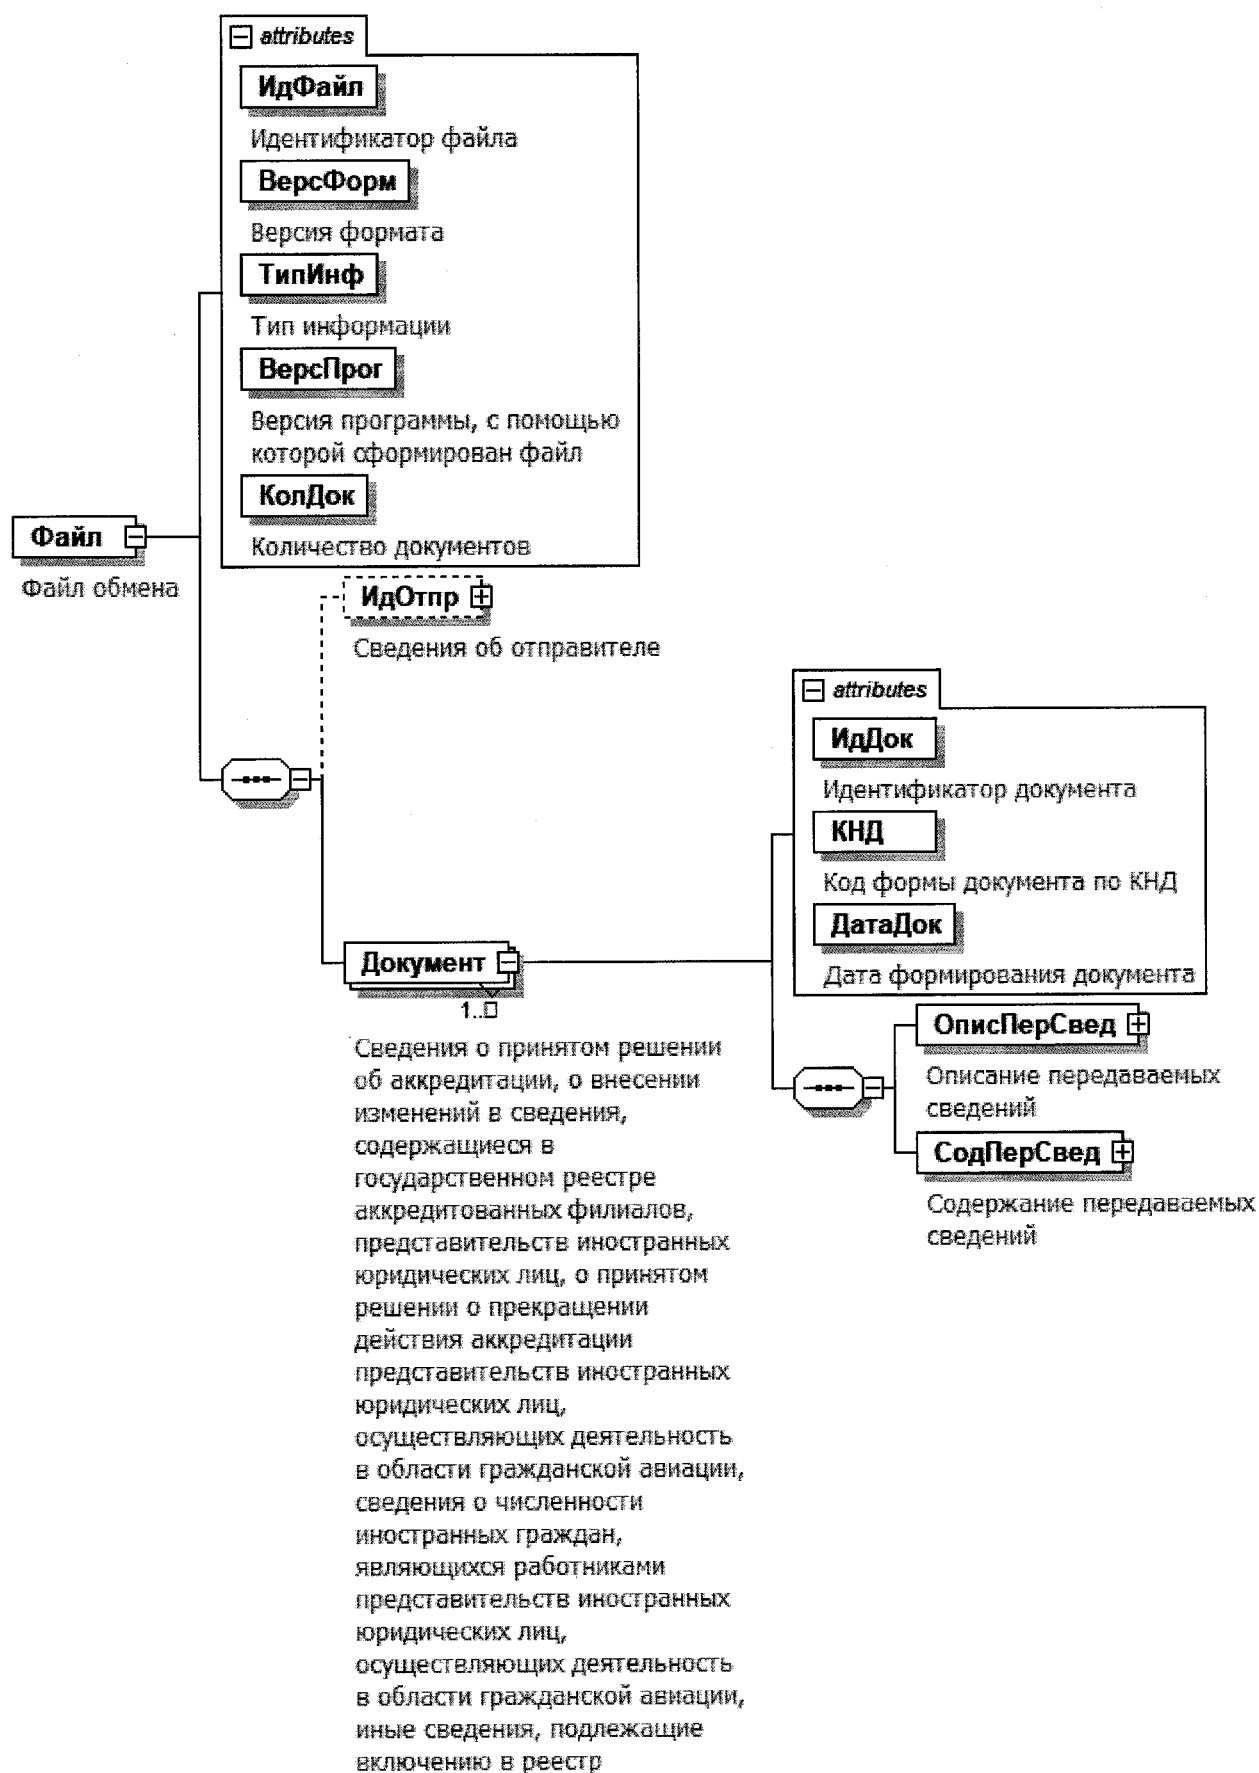 attributes
ИдФайл
Идентификатор файла
ВерсФорм
Версия формата
ТипИнф
Тип информации
ВерсПрог
Версия программы, с помощью
которой сформирован файл
КолДок
Количество документов
Файл
Файл обмена
ИдОтпр
Сведения об отправителе
attributes
ИдДок
Идентификатор документа
КНД
Код формы документа по КНД
ДатаДок
Дата формирования документа
Документ
1..□
Сведения о принятом решении
об аккредитации, о внесении
изменений в сведения,
содержащиеся в
государственном реестре
аккредитованных филиалов,
представительств иностранных
юридических лиц, о принятом
решении о прекращении
действия аккредитации
представительств иностранных
юридических лиц,
осуществляющих деятельность
в области гражданской авиации,
сведения о численности
иностранных граждан,
являющихся работниками
представительств иностранных
юридических лиц,
осуществляющих деятельность
в области гражданской авиации,
иные сведения, подлежащие
включению в реестр
ОписПерСвед
Описание передаваемых
сведений
СодПерСвед
Содержание передаваемых
сведений